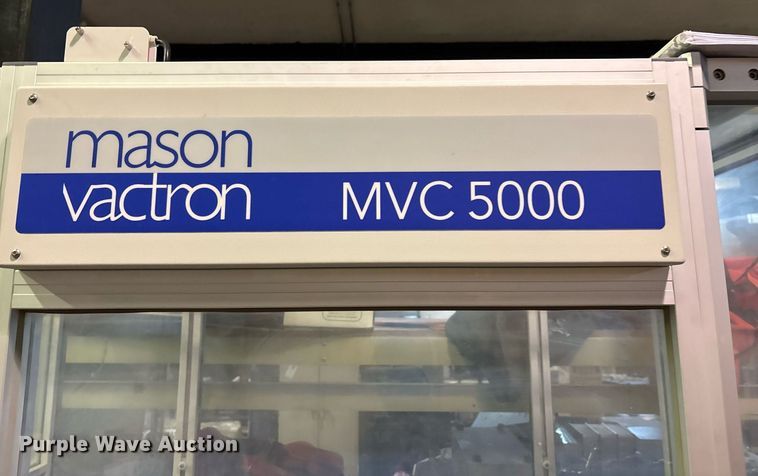 mason
vactron MVC 5000
Purple Wave Auction